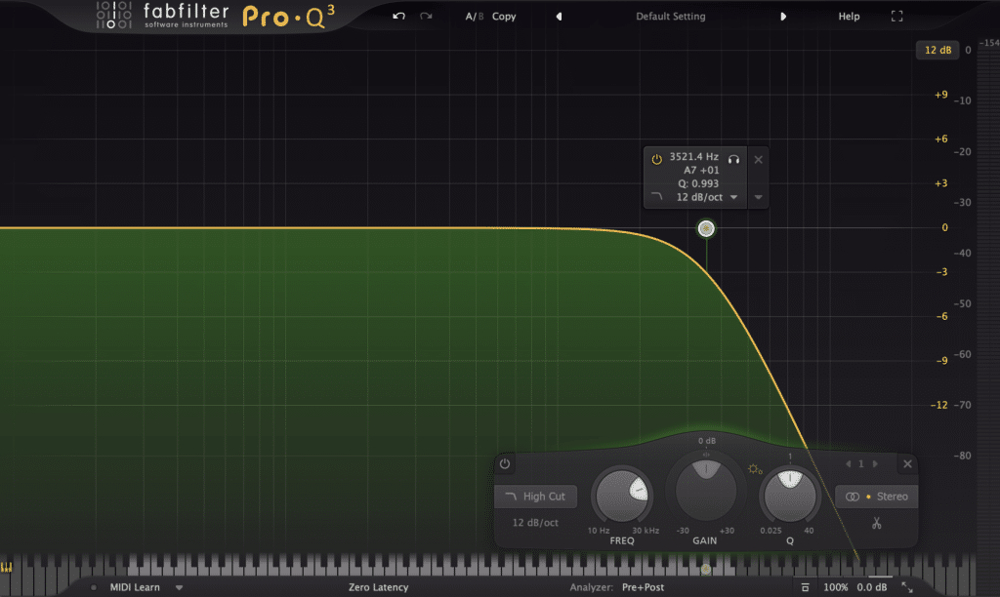 fabfilter Pro·Q3
software instruments
A/B Copy Default Setting Help
12 dB 0 -154
+9 -10
+6 -20
+3 -30
0 -40
-3 -50
-6 -60
-9 -70
-12 -80
3521.4 Hz
A7 +01
Q: 0.993
12 dB/oct
0 dB
1
1
High Cut
Stereo
12 dB/oct
10 Hz 30 kHz
-30 +30
0.025 40
FREQ GAIN Q
MIDI Learn Zero Latency Analyzer: Pre+Post 100% 0.0 dB